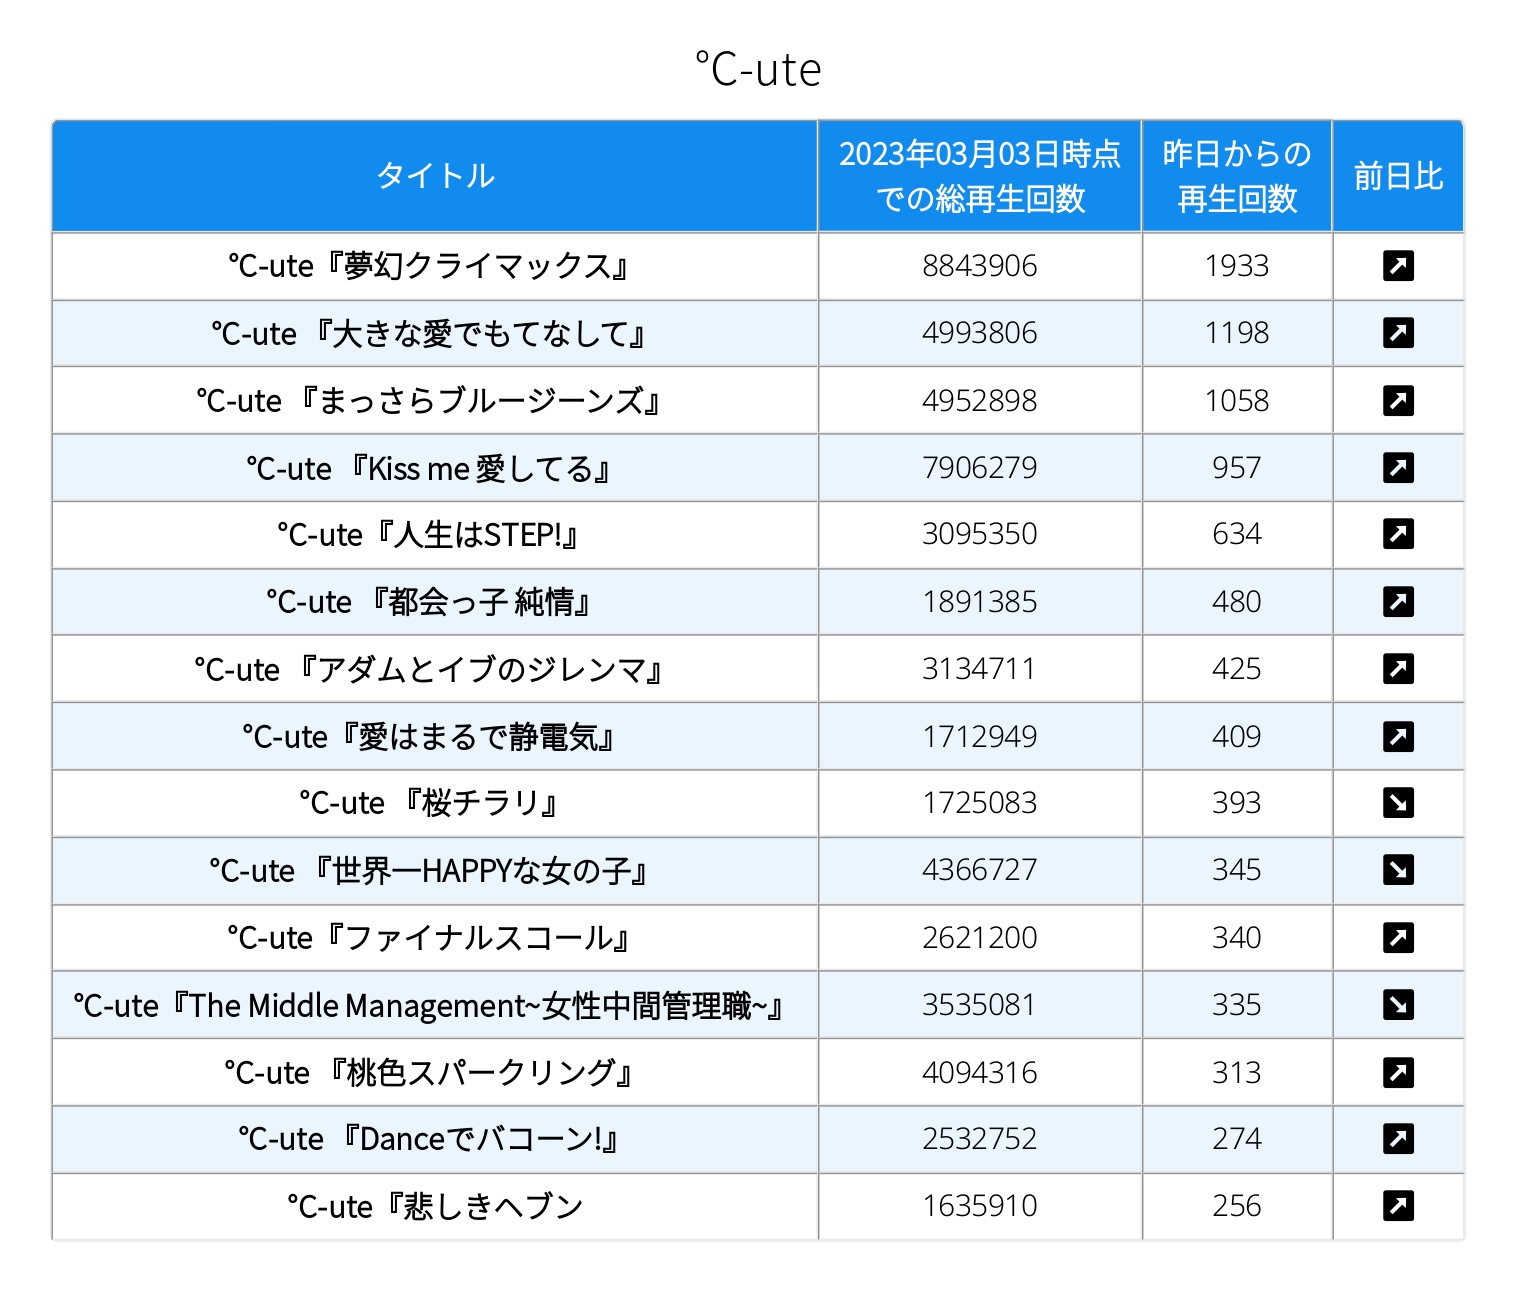 ℃-ute
タイトル
2023年03月03日時点
での総再生回数
昨日からの
再生回数
前日比
℃-ute『夢幻クライマックス』 8843906 1933
℃-ute 『大きな愛でもてなして』 4993806 1198
℃-ute 『まっさらブルージーンズ』 4952898 1058
℃-ute 『Kiss me 愛してる』 7906279 957
℃-ute『人生はSTEP!』 3095350 634
℃-ute 『都会っ子 純情』 1891385 480
℃-ute 『アダムとイブのジレンマ』 3134711 425
℃-ute『愛はまるで静電気』 1712949 409
℃-ute 『桜チラリ』 1725083 393
℃-ute 『世界一HAPPYな女の子』 4366727 345
℃-ute『ファイナルスコール』 2621200 340
℃-ute『The Middle Management~女性中間管理職~』 3535081 335
℃-ute 『桃色スパークリング』 4094316 313
℃-ute 『Danceでバコーン!』 2532752 274
℃-ute『悲しきヘブン 1635910 256